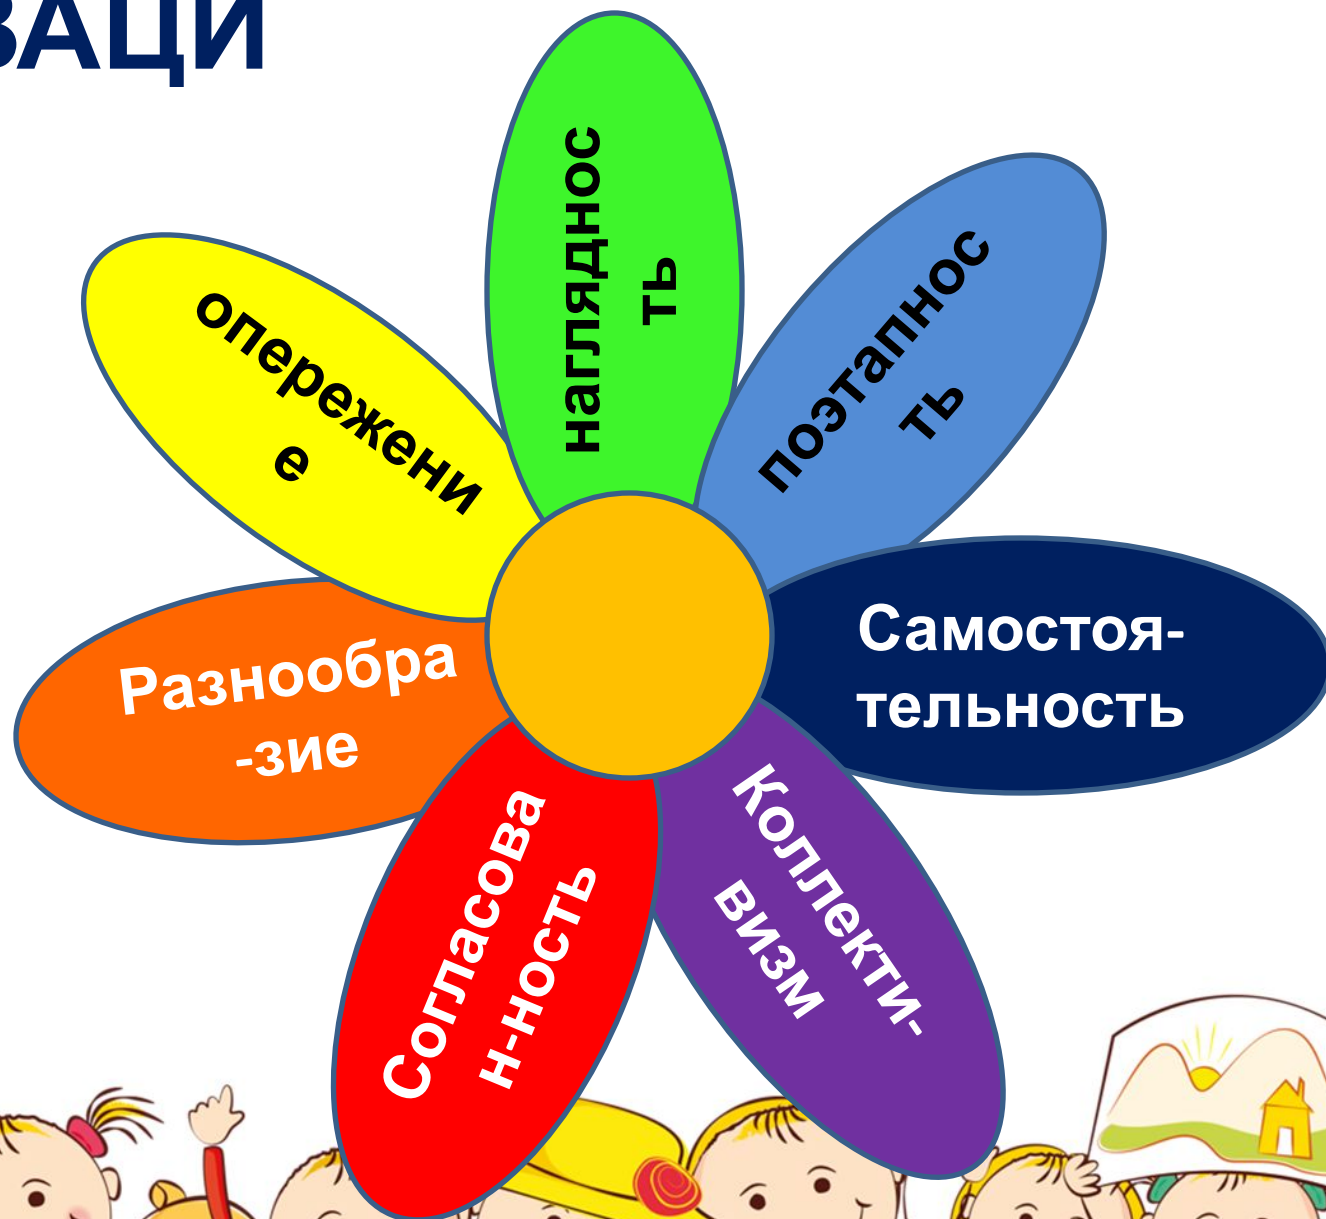 ВАЦИ
нагляднос
ть
поэтапнос
ть
опережени
е
Самостоя-
тельность
Разнообра
-зие
Коллекти-
визм
Согласова
н-ность